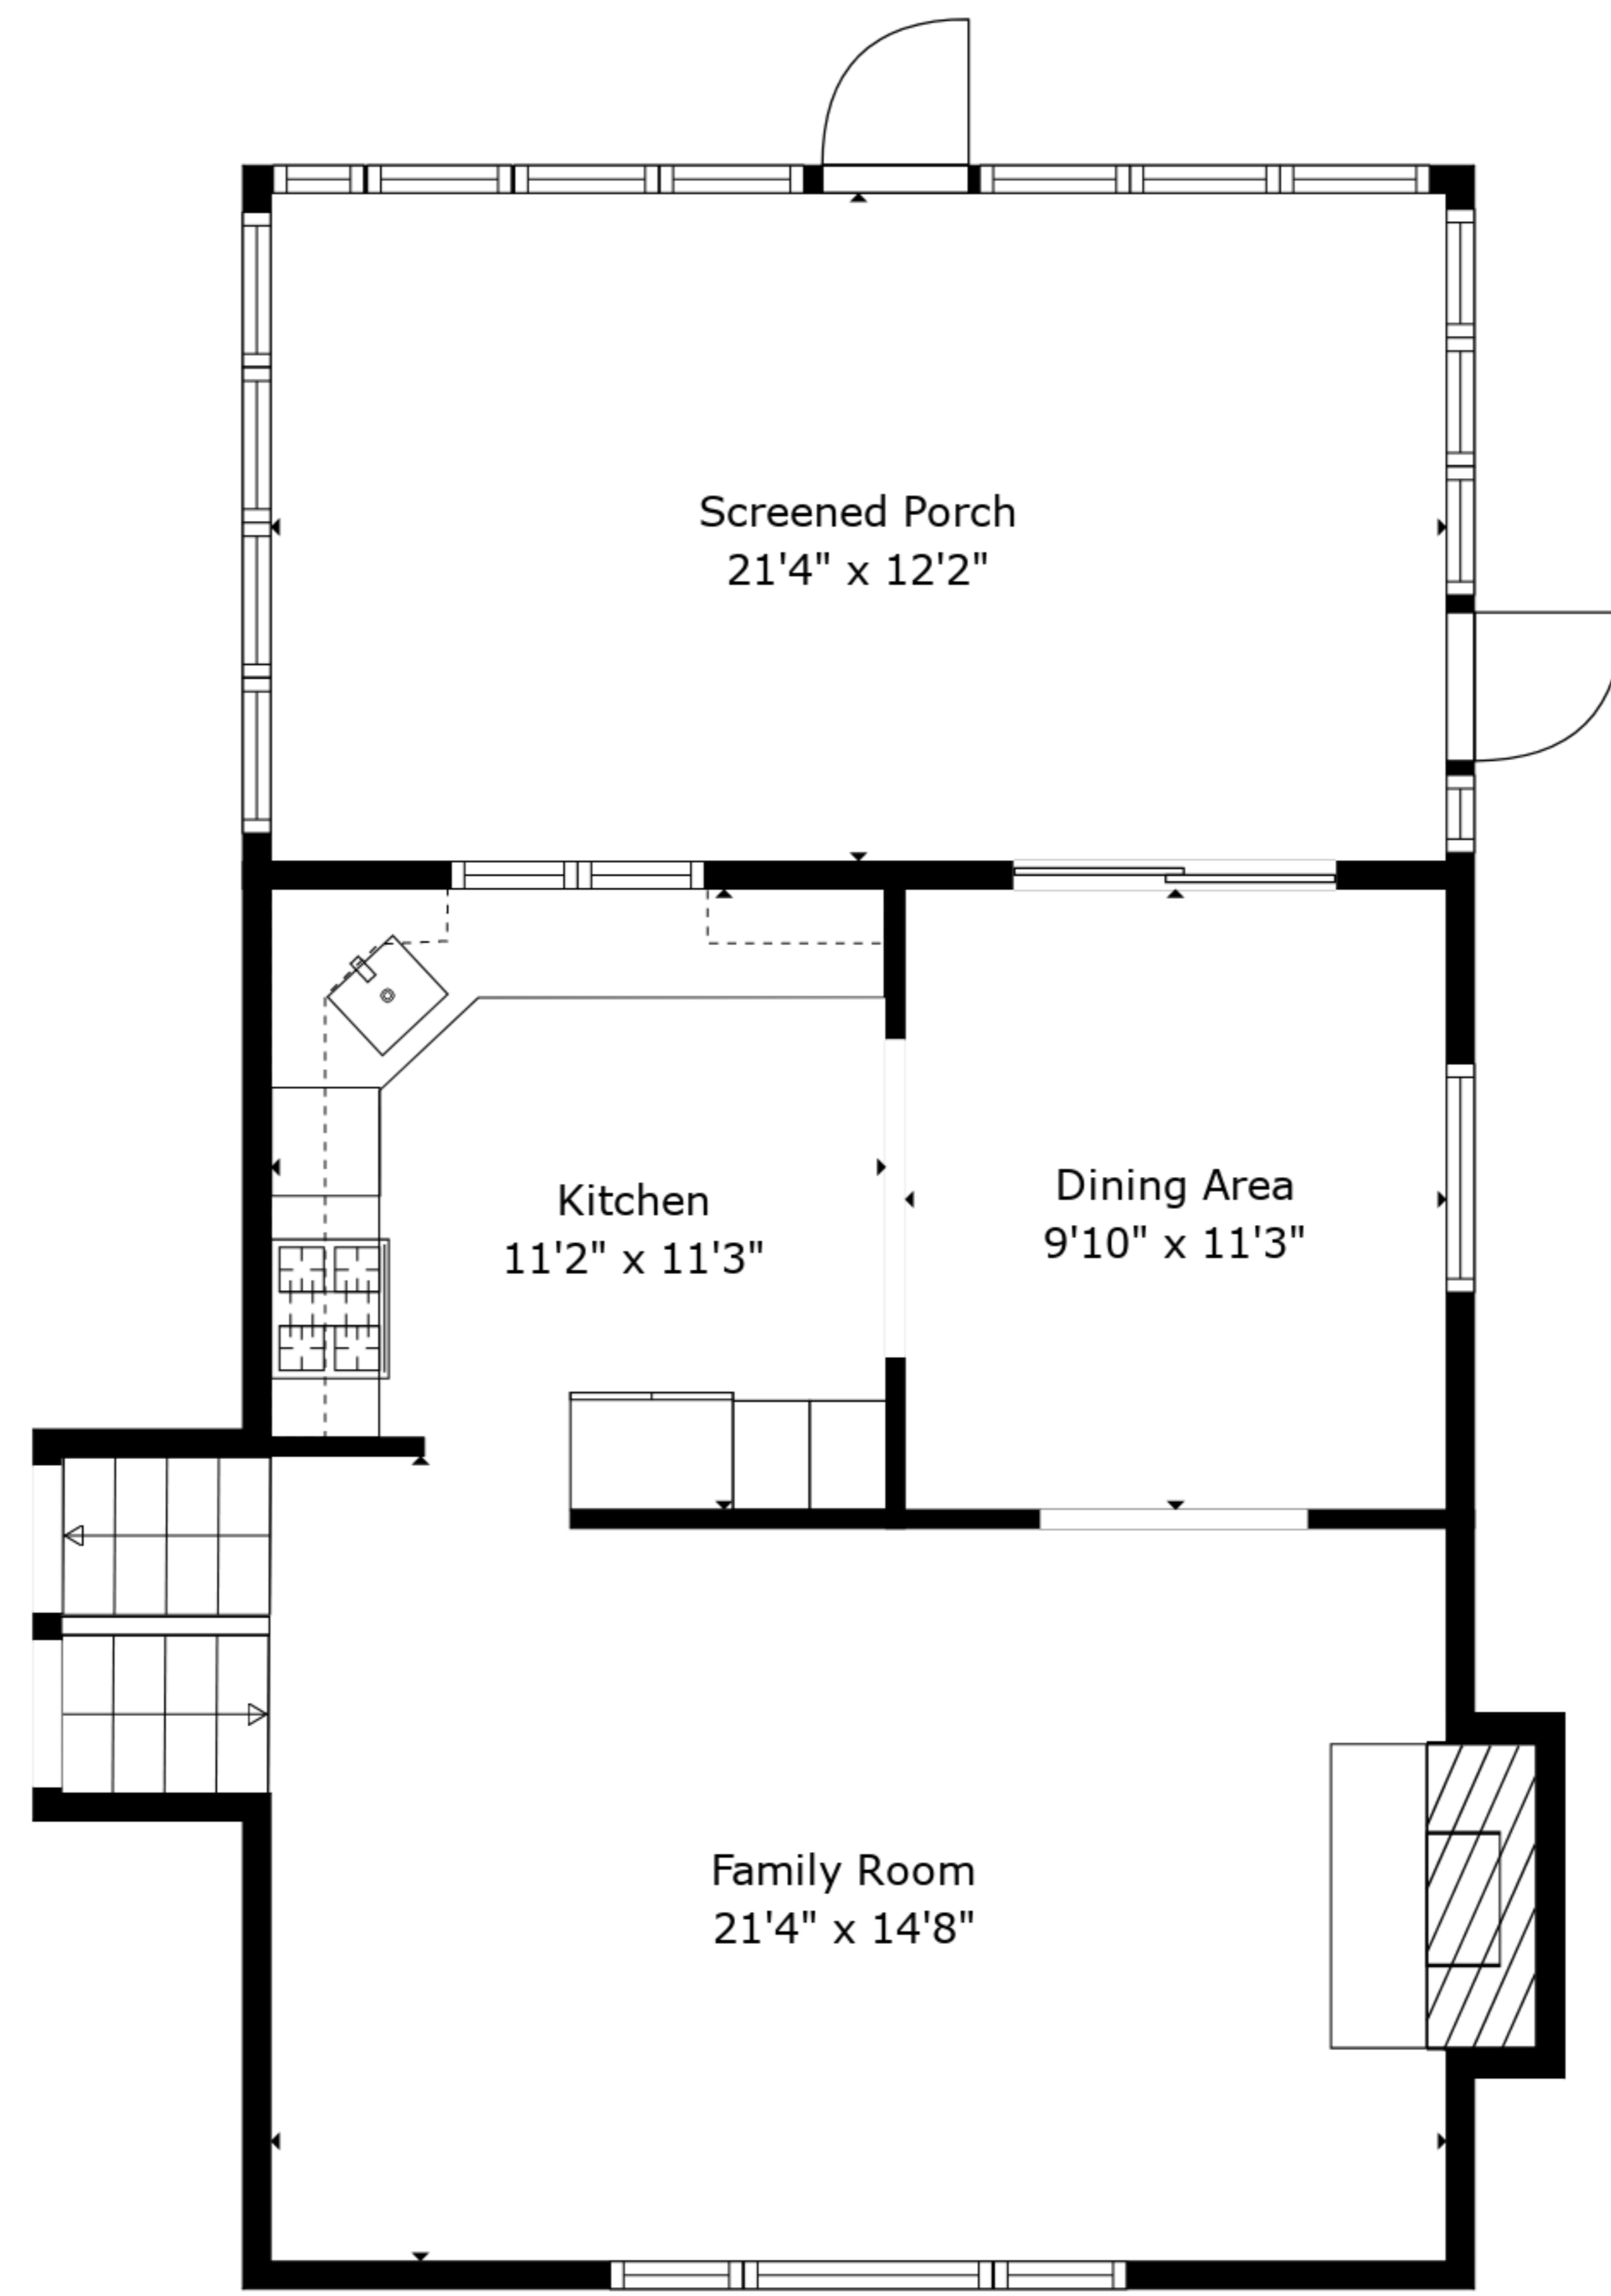 Screened Porch
21'4" x 12'2"
Kitchen
11'2" x 11'3"
Dining Area
9'10" x 11'3"
Family Room
21'4" x 14'8"